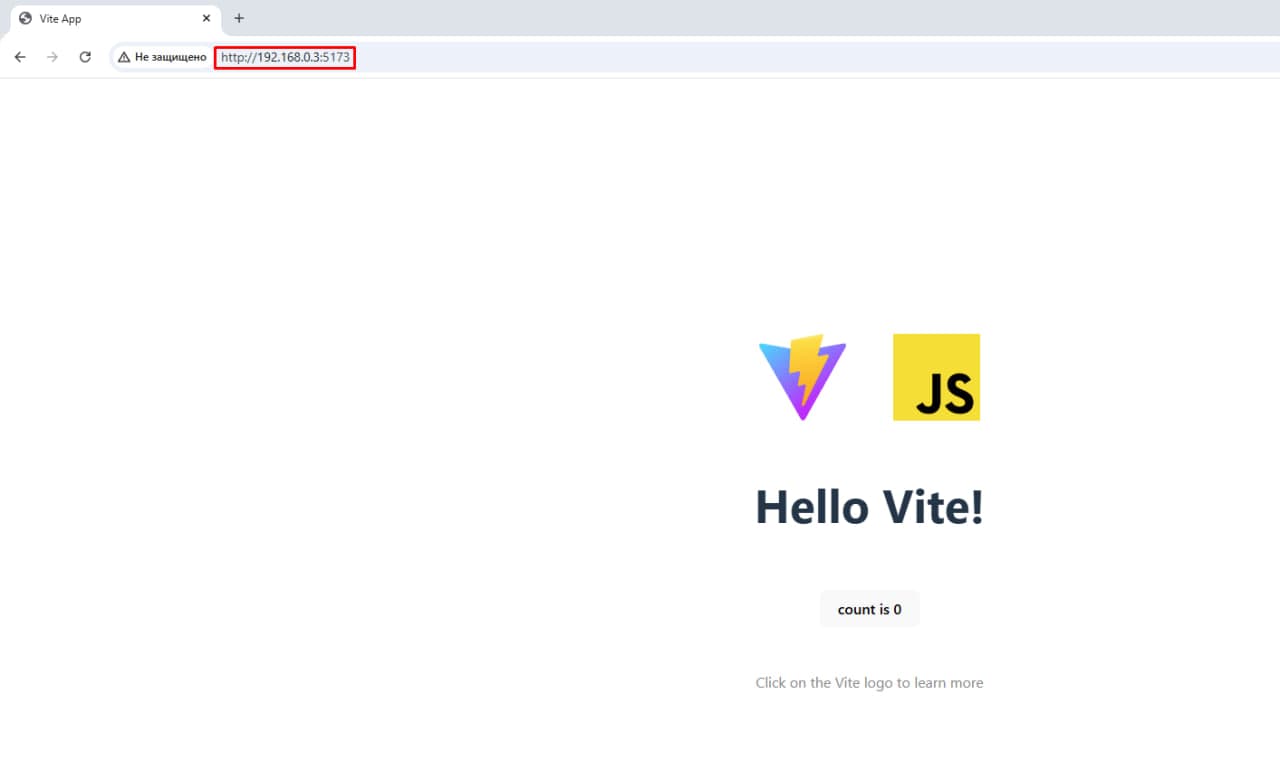 Vite App
Не защищено http://192.168.0.3:5173
JS
Hello Vite!
count is 0
Click on the Vite logo to learn more